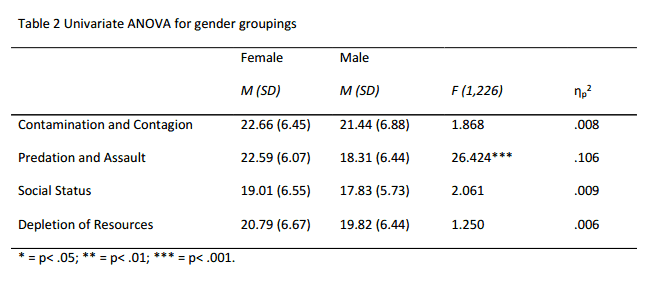 Table 2 Univariate ANOVA for gender groupings
Female Male
M (SD) M (SD) F (1,226) ηp²
Contamination and Contagion 22.66 (6.45) 21.44 (6.88) 1.868 .008
Predation and Assault 22.59 (6.07) 18.31 (6.44) 26.424*** .106
Social Status 19.01 (6.55) 17.83 (5.73) 2.061 .009
Depletion of Resources 20.79 (6.67) 19.82 (6.44) 1.250 .006
* = p< .05; ** = p< .01; *** = p< .001.